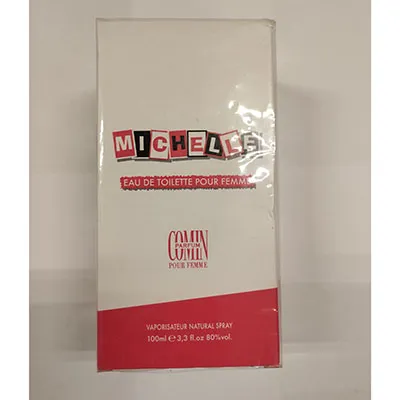 MICHELLE
EAU DE TOILETTE POUR FEMME
COMIN
PARFUM
POUR FEMME
VAPORISATEUR NATURAL SPRAY
100ml ℮ 3,3 fl.oz 80%vol.